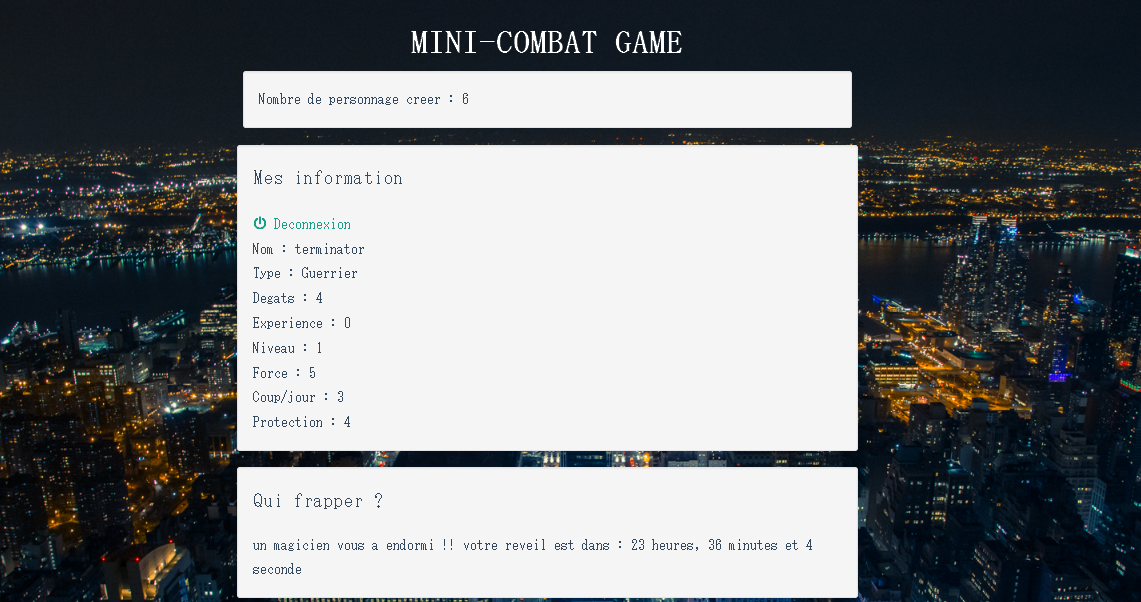 MINI-COMBAT GAME
Nombre de personnage creer : 6
Mes information
Deconnexion
Nom : terminator
Type : Guerrier
Degats : 4
Experience : 0
Niveau : 1
Force : 5
Coup/jour : 3
Protection : 4
Qui frapper ?
un magicien vous a endormi !! votre reveil est dans : 23 heures, 36 minutes et 4
seconde